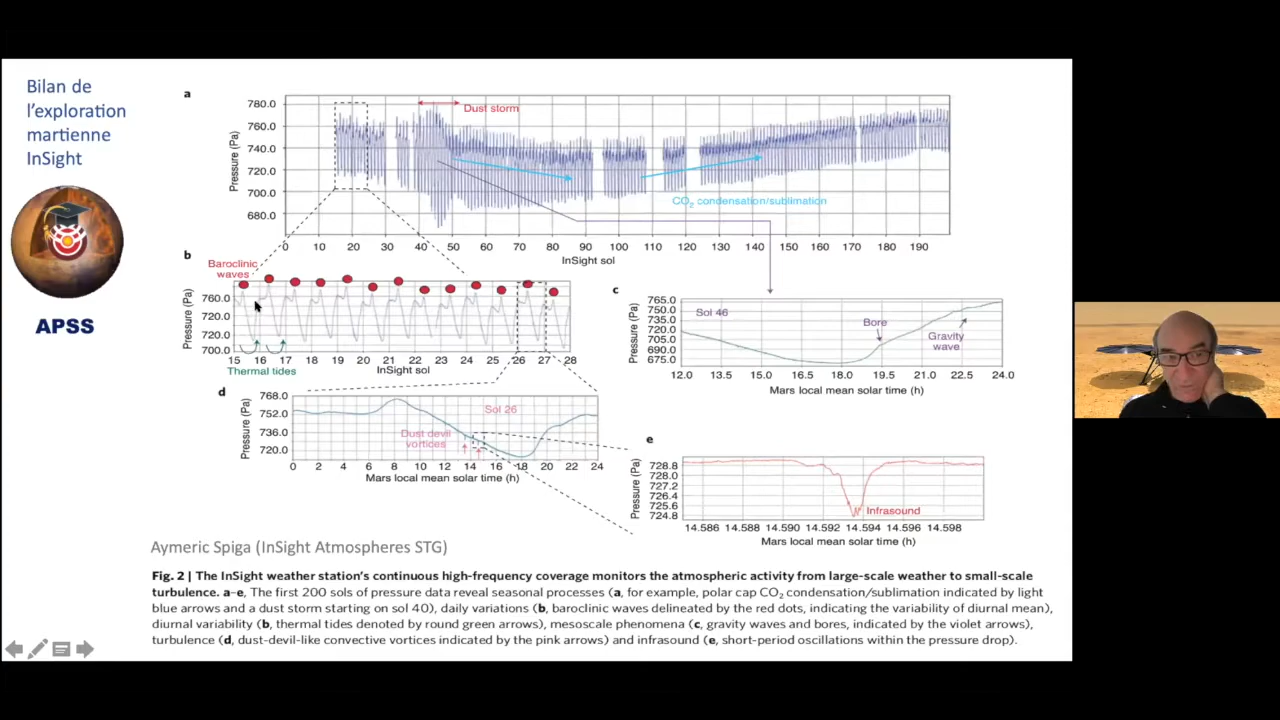 Bilan de
l'exploration
martienne
InSight
APSS
a
780.0
760.0
740.0
720.0
700.0
680.0
Pressure (Pa)
Dust storm
CO2 condensation/sublimation
0 10 20 30 40 50 60 70 80 90 100 110 120 130 140 150 160 170 180 190
InSight sol
b
Baroclinic
waves
760.0
720.0
720.0
700.0
Pressure (Pa)
15 16 17 18 19 20 21 22 23 24 25 26 27 28
InSight sol
Thermal tides
c
765.0
750.0
735.0
720.0
705.0
690.0
675.0
Pressure (Pa)
Sol 46
Bore
Gravity
wave
12.0 13.5 15.0 16.5 18.0 19.5 21.0 22.5 24.0
Mars local mean solar time (h)
d
768.0
752.0
736.0
720.0
Pressure (Pa)
Sol 26
Dust devil
vortices
0 2 4 6 8 10 12 14 16 18 20 22 24
Mars local mean solar time (h)
e
728.8
728.0
727.2
726.4
725.6
724.8
Pressure (Pa)
Infrasound
14.586 14.588 14.590 14.592 14.594 14.596 14.598
Mars local mean solar time (h)
Aymeric Spiga (InSight Atmospheres STG)
Fig. 2 | The InSight weather station's continuous high-frequency coverage monitors the atmospheric activity from large-scale weather to small-scale
turbulence. a–e, The first 200 sols of pressure data reveal seasonal processes (a, for example, polar cap CO2 condensation/sublimation indicated by light
blue arrows and a dust storm starting on sol 40), daily variations (b, baroclinic waves delineated by the red dots, indicating the variability of diurnal mean),
diurnal variability (b, thermal tides denoted by round green arrows), mesoscale phenomena (c, gravity waves and bores, indicated by the violet arrows),
turbulence (d, dust-devil-like convective vortices indicated by the pink arrows) and infrasound (e, short-period oscillations within the pressure drop).